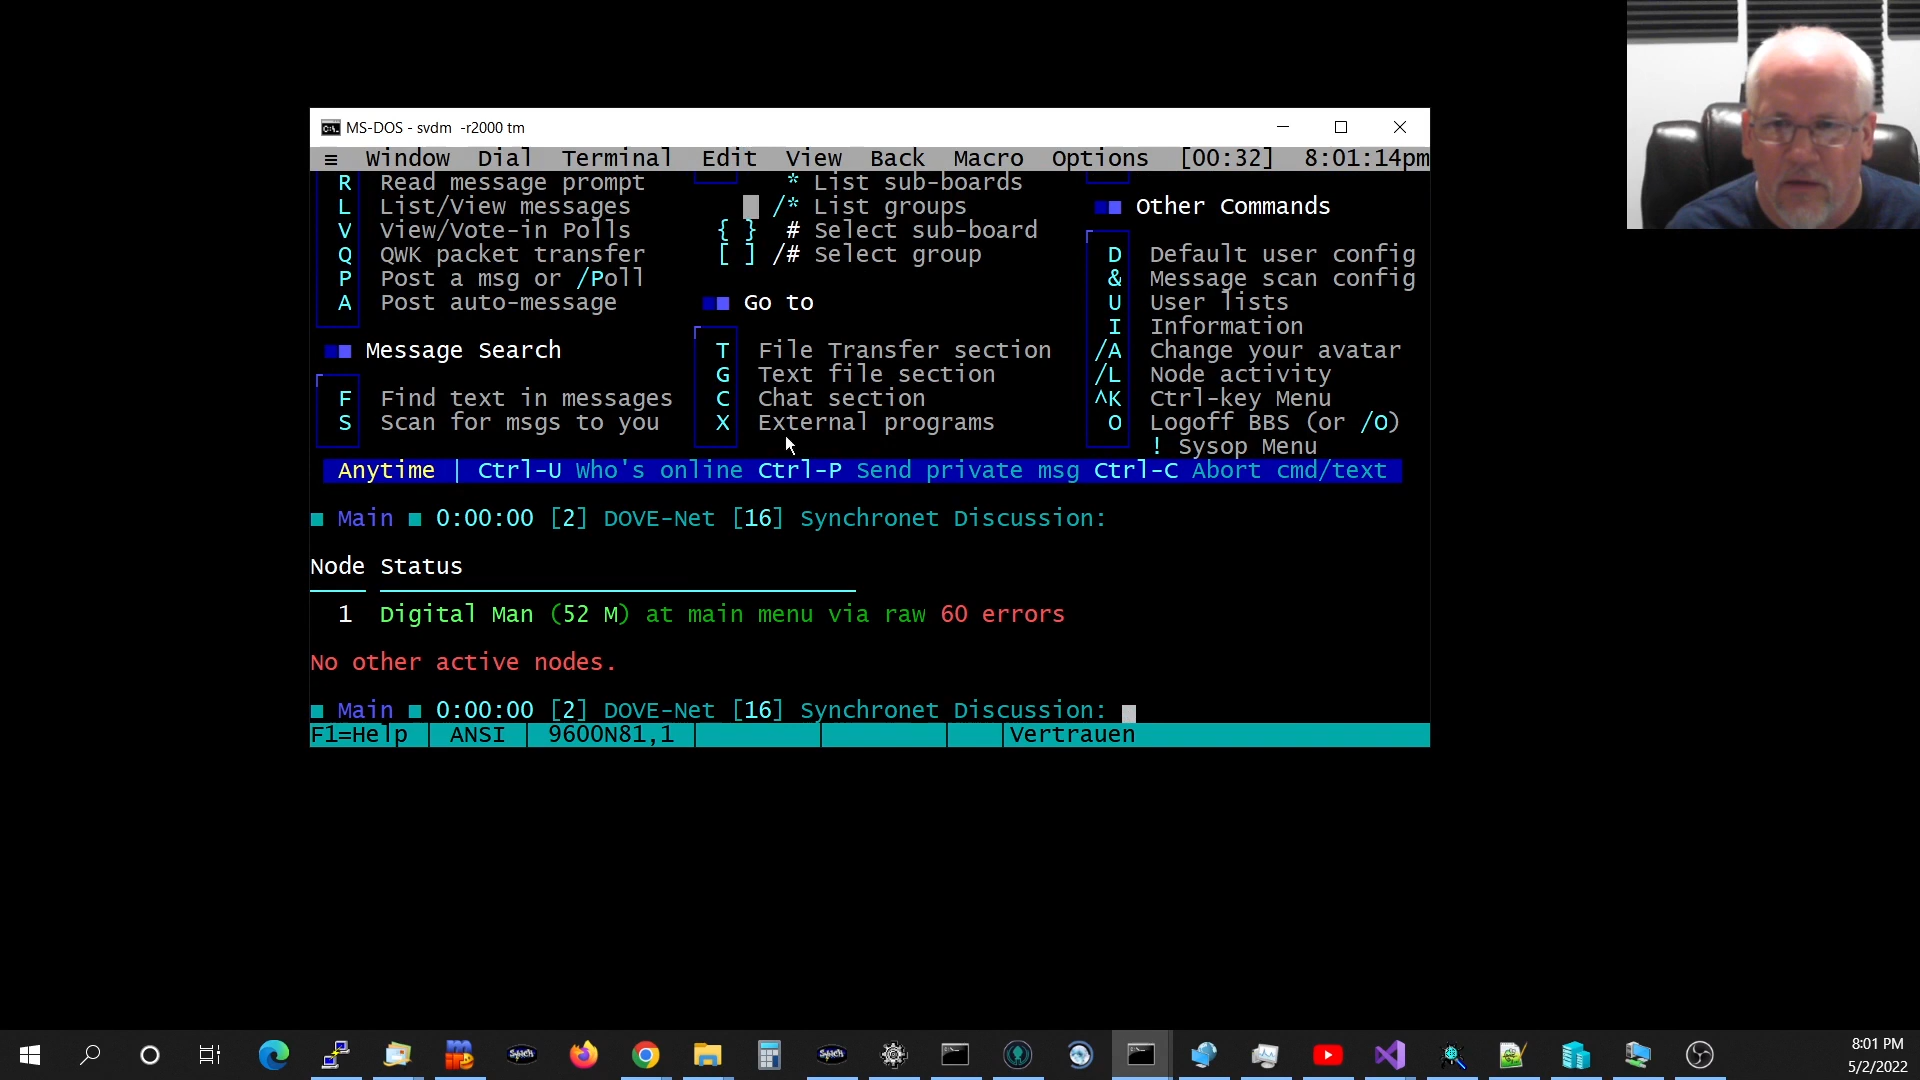 MS-DOS - svdm -r2000 tm
≡ Window Dial Terminal Edit View Back Macro Options [00:32] 8:01:14pm
R Read message prompt * List sub-boards
L List/View messages /* List groups ■■ Other Commands
V View/Vote-in Polls { } # Select sub-board
Q QWK packet transfer [ ] /# Select group D Default user config
P Post a msg or /Poll & Message scan config
A Post auto-message ■■ Go to U User lists
I Information
■■ Message Search T File Transfer section /A Change your avatar
G Text file section /L Node activity
F Find text in messages C Chat section ^K Ctrl-key Menu
S Scan for msgs to you X External programs O Logoff BBS (or /O)
! Sysop Menu
Anytime | Ctrl-U Who's online Ctrl-P Send private msg Ctrl-C Abort cmd/text
■ Main ■ 0:00:00 [2] DOVE-Net [16] Synchronet Discussion:
Node Status
1 Digital Man (52 M) at main menu via raw 60 errors
No other active nodes.
■ Main ■ 0:00:00 [2] DOVE-Net [16] Synchronet Discussion:
F1=Help | ANSI | 9600N81,1 | | | | Vertrauen
8:01 PM
5/2/2022